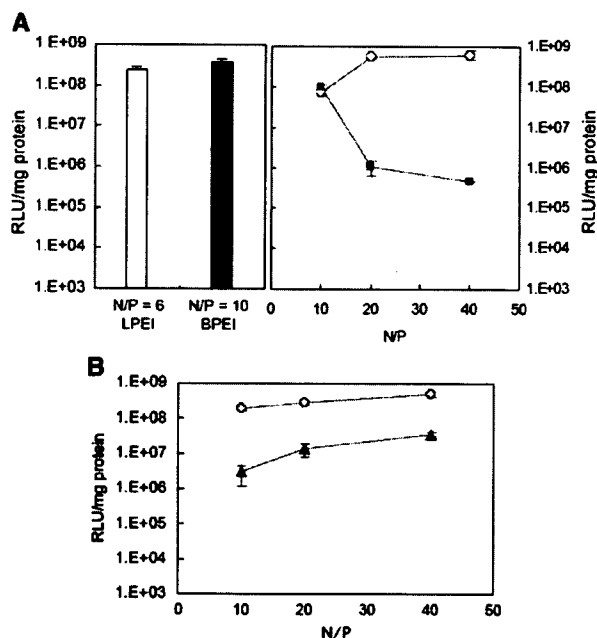 A
1.E+09
1.E+08
1.E+07
1.E+06
1.E+05
1.E+04
1.E+03
RLU/mg protein
N/P = 6
LPEI
N/P = 10
BPEI
1.E+09
1.E+08
1.E+07
1.E+06
1.E+05
1.E+04
1.E+03
RLU/mg protein
0 10 20 30 40 50
N/P
B
1.E+09
1.E+08
1.E+07
1.E+06
1.E+05
1.E+04
1.E+03
RLU/mg protein
0 10 20 30 40 50
N/P